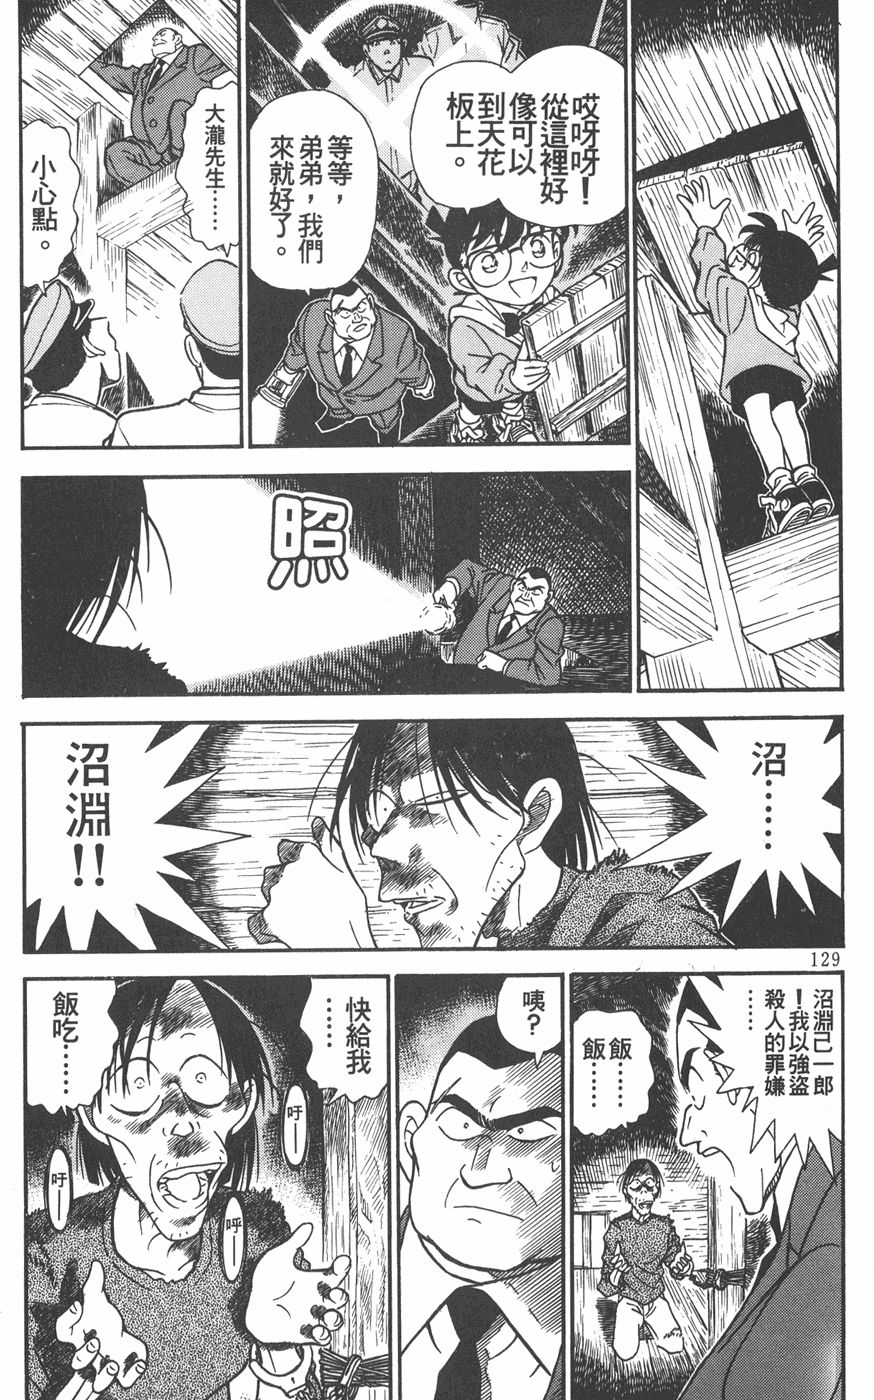 哎呀呀！
從這裡好
像可以
到天花
板上。
等等，
弟弟，我們
來就好了。
大瀧先生……
小心點。
照
沼……
沼淵！！
129
沼淵己一郎
！我以強盜
殺人的罪嫌
……
飯……
飯……
咦？
快給我
……
飯吃……
吁—
吁—
吁—
呼—